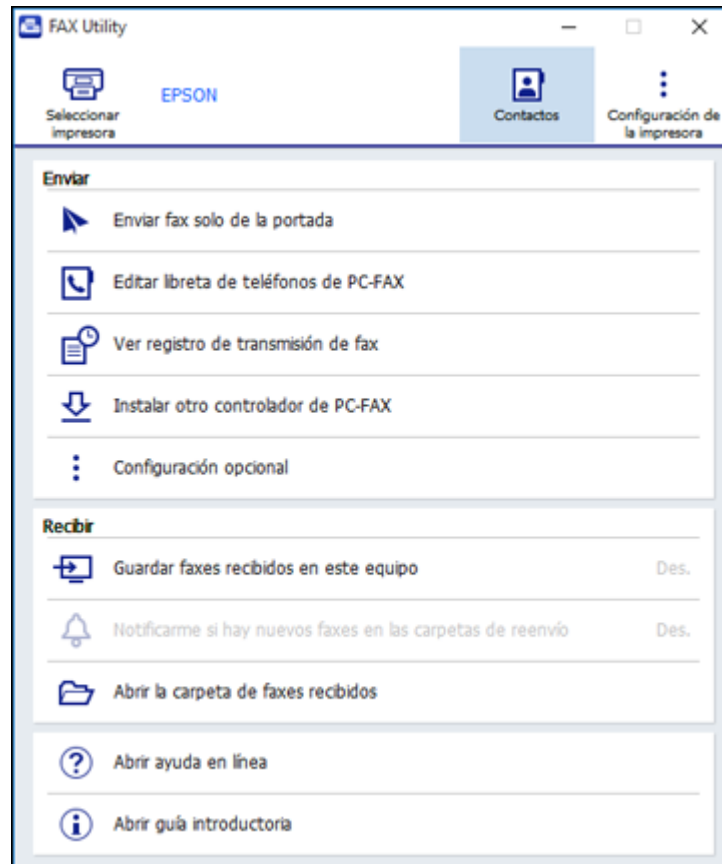 FAX Utility
Seleccionar
impresora
EPSON
Contactos
Configuración de
la impresora
Enviar
Enviar fax solo de la portada
Editar libreta de teléfonos de PC-FAX
Ver registro de transmisión de fax
Instalar otro controlador de PC-FAX
Configuración opcional
Recibir
Guardar faxes recibidos en este equipo Des.
Notificarme si hay nuevos faxes en las carpetas de reenvío Des.
Abrir la carpeta de faxes recibidos
Abrir ayuda en línea
Abrir guía introductoria